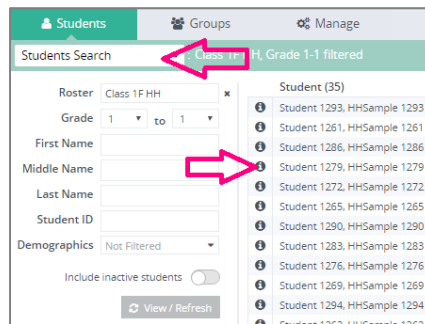 Students Groups Manage
Students Search : Class 1F HH, Grade 1-1 filtered
Student (35)
Roster Class 1F HH
Grade 1 to 1
First Name
Middle Name
Last Name
Student ID
Demographics Not Filtered
Include inactive students
View / Refresh
Student 1293, HHSample 1293
Student 1261, HHSample 1261
Student 1286, HHSample 1286
Student 1279, HHSample 1279
Student 1272, HHSample 1272
Student 1265, HHSample 1265
Student 1290, HHSample 1290
Student 1283, HHSample 1283
Student 1276, HHSample 1276
Student 1269, HHSample 1269
Student 1294, HHSample 1294